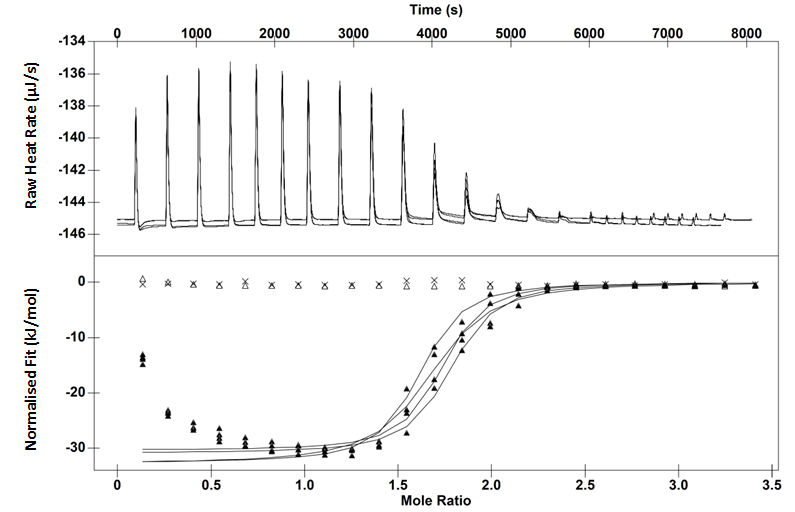 Time (s)
0 1000 2000 3000 4000 5000 6000 7000 8000
Raw Heat Rate (µJ/s)
-134
-136
-138
-140
-142
-144
-146
Normalised Fit (kJ/mol)
0
-10
-20
-30
0 0.5 1.0 1.5 2.0 2.5 3.0 3.5
Mole Ratio